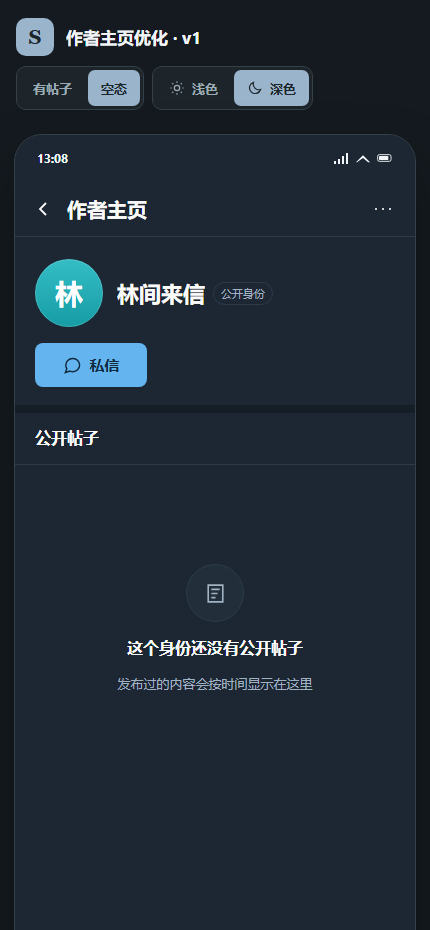 S 作者主页优化 · v1
有帖子 空态 浅色 深色
13:08
作者主页
林
林间来信 公开身份
私信
公开帖子
这个身份还没有公开帖子
发布过的内容会按时间显示在这里